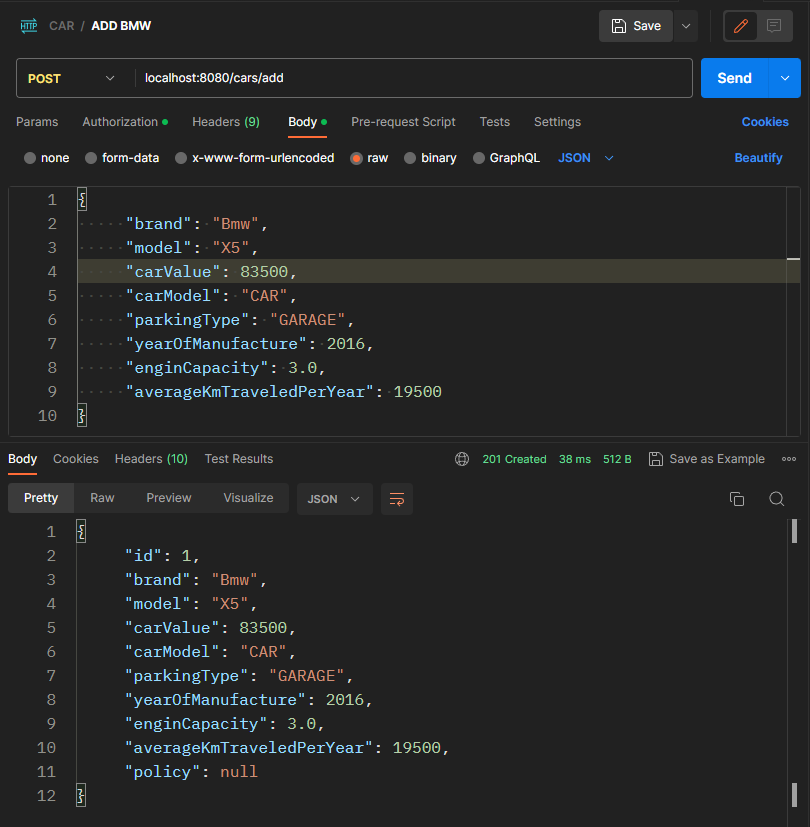 HTTP CAR / ADD BMW Save
POST localhost:8080/cars/add Send
Params Authorization Headers (9) Body Pre-request Script Tests Settings Cookies
none form-data x-www-form-urlencoded raw binary GraphQL JSON Beautify
1 {
2 "brand": "Bmw",
3 "model": "X5",
4 "carValue": 83500,
5 "carModel": "CAR",
6 "parkingType": "GARAGE",
7 "yearOfManufacture": 2016,
8 "enginCapacity": 3.0,
9 "averageKmTraveledPerYear": 19500
10 }
Body Cookies Headers (10) Test Results 201 Created 38 ms 512 B Save as Example
Pretty Raw Preview Visualize JSON
1 {
2 "id": 1,
3 "brand": "Bmw",
4 "model": "X5",
5 "carValue": 83500,
6 "carModel": "CAR",
7 "parkingType": "GARAGE",
8 "yearOfManufacture": 2016,
9 "enginCapacity": 3.0,
10 "averageKmTraveledPerYear": 19500,
11 "policy": null
12 }